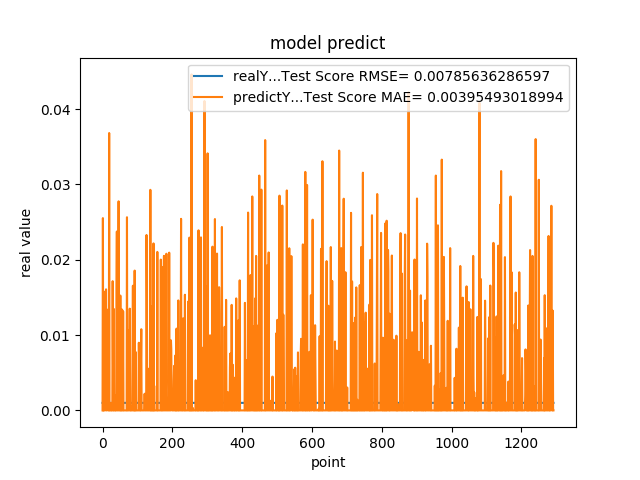 model predict
realY...Test Score RMSE= 0.00785636286597
predictY...Test Score MAE= 0.00395493018994
real value
0.04
0.03
0.02
0.01
0.00
0 200 400 600 800 1000 1200
point